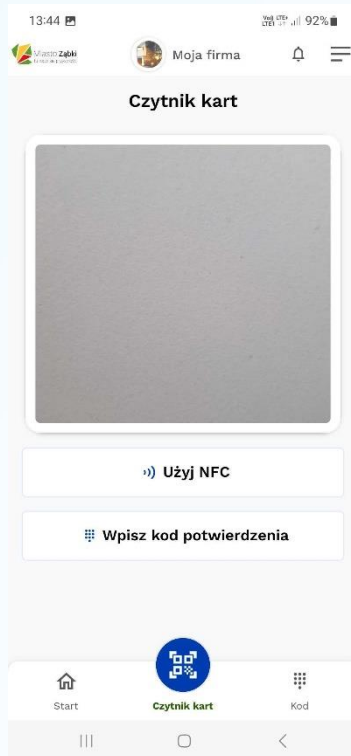 13:44
92%
Miasto Ząbki
Moja firma
Czytnik kart
Użyj NFC
Wpisz kod potwierdzenia
Start
Czytnik kart
Kod